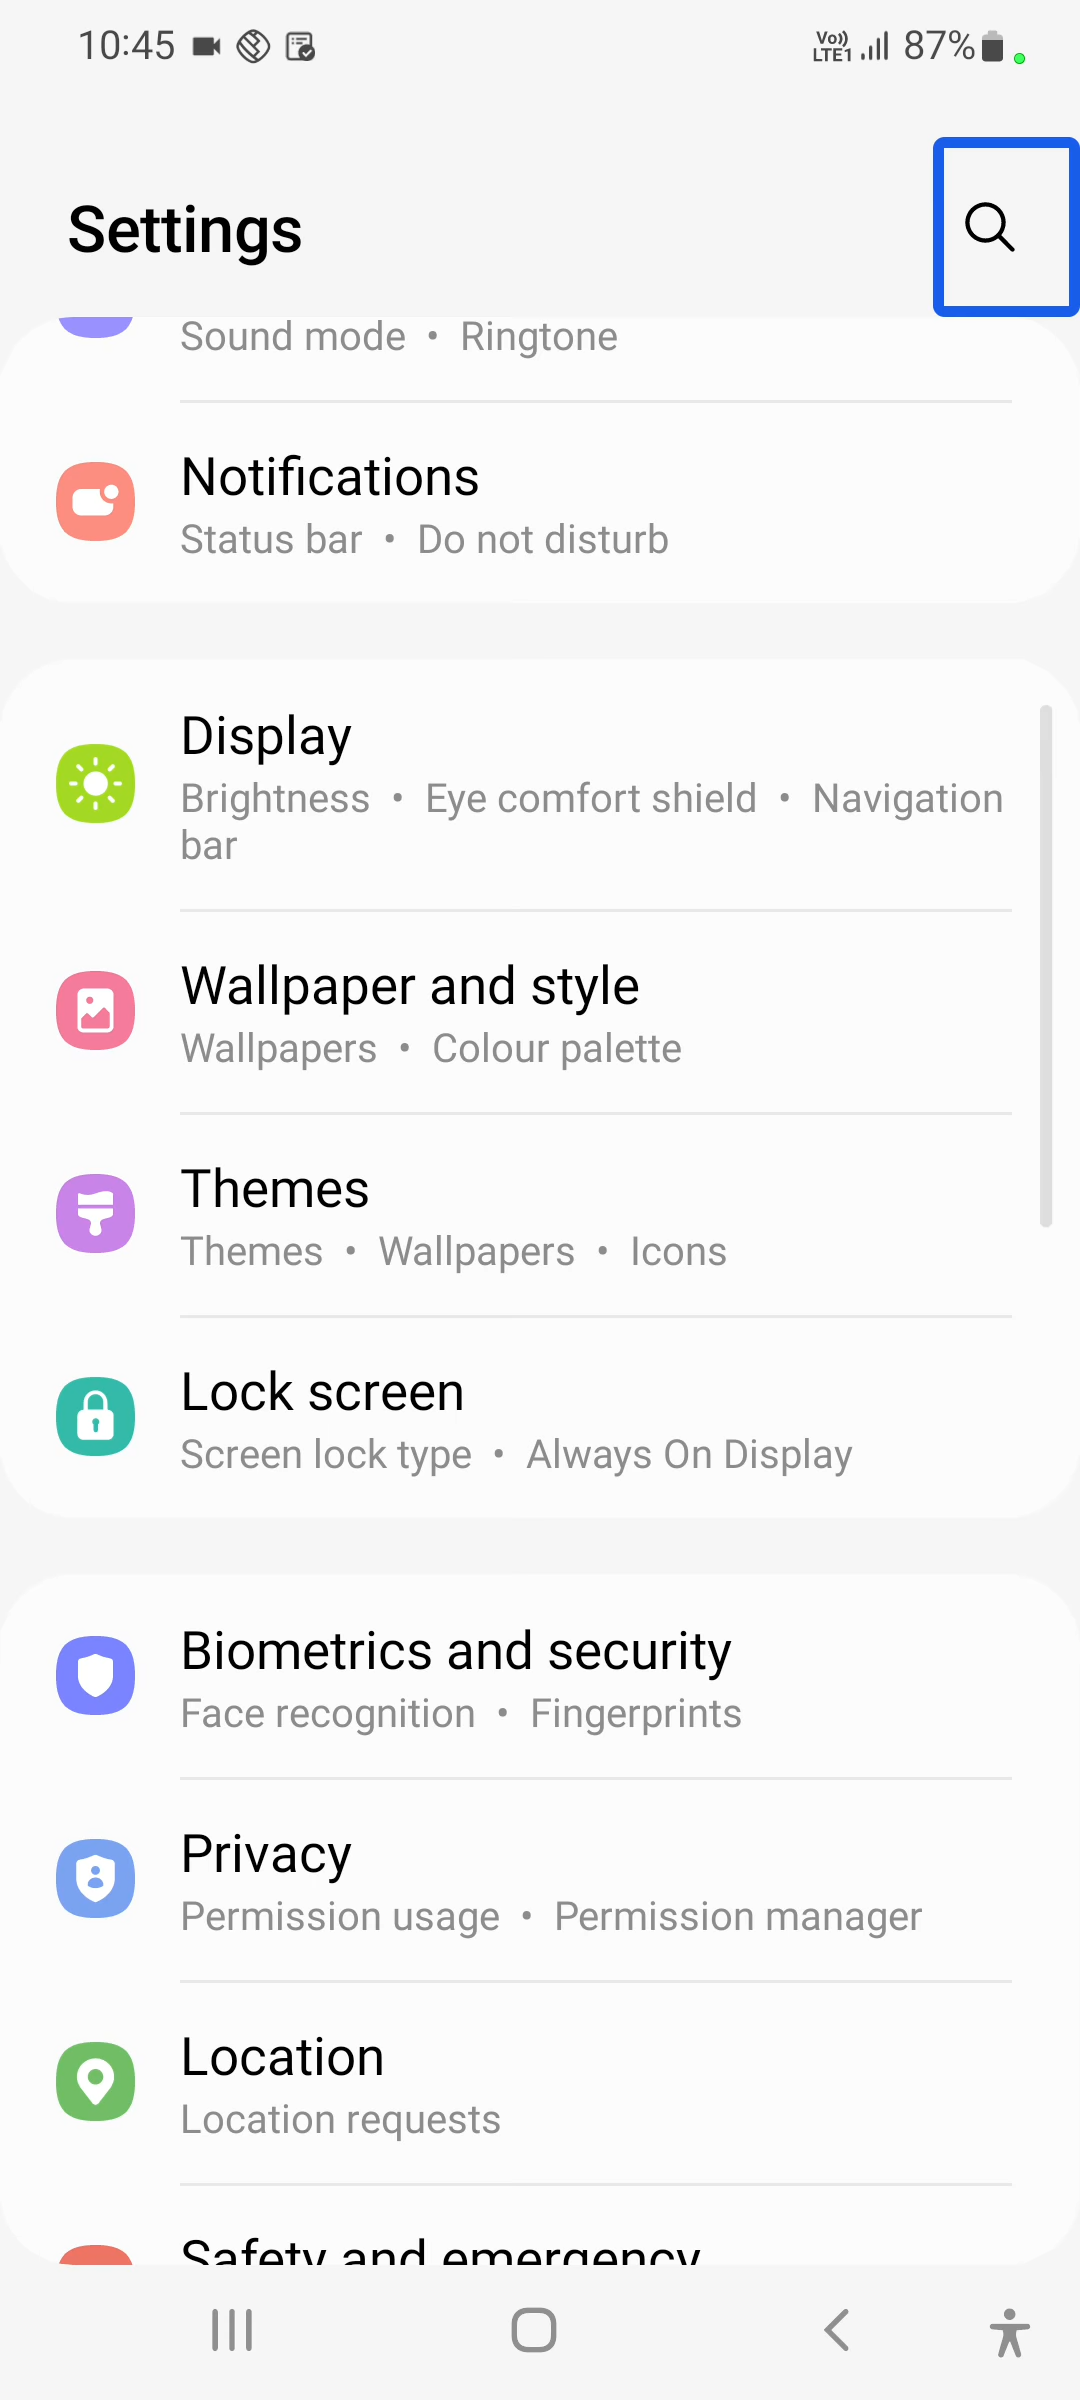 10:45
Vo)) LTE1 87%
Settings
Sound mode • Ringtone
Notifications
Status bar • Do not disturb
Display
Brightness • Eye comfort shield • Navigation
bar
Wallpaper and style
Wallpapers • Colour palette
Themes
Themes • Wallpapers • Icons
Lock screen
Screen lock type • Always On Display
Biometrics and security
Face recognition • Fingerprints
Privacy
Permission usage • Permission manager
Location
Location requests
Safety and emergency